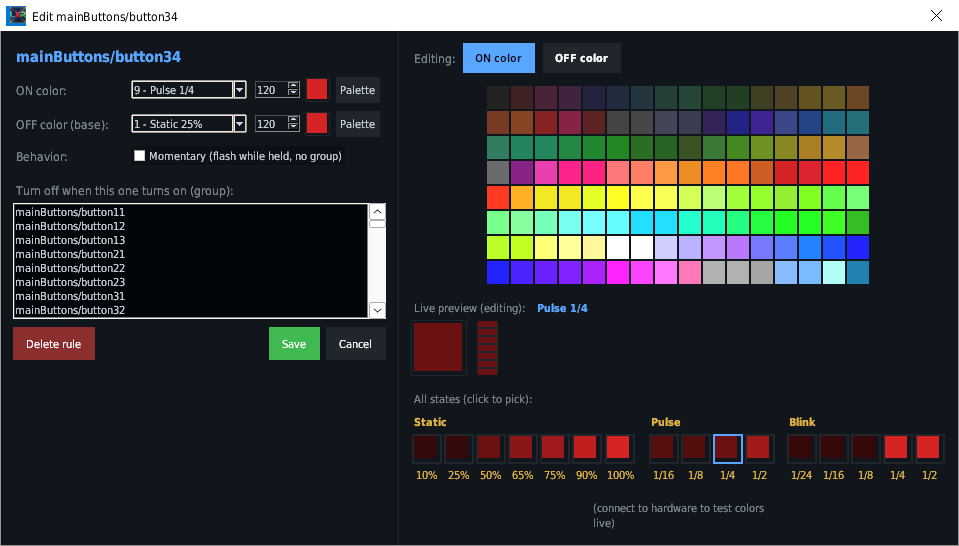 Edit mainButtons/button34
mainButtons/button34
ON color:
9 - Pulse 1/4
120
Palette
OFF color (base):
1 - Static 25%
120
Palette
Behavior:
Momentary (flash while held, no group)
Turn off when this one turns on (group):
mainButtons/button11
mainButtons/button12
mainButtons/button13
mainButtons/button21
mainButtons/button22
mainButtons/button23
mainButtons/button31
mainButtons/button32
Delete rule
Save
Cancel
Editing:
ON color
OFF color
Live preview (editing):
Pulse 1/4
All states (click to pick):
Static
Pulse
Blink
10% 25% 50% 65% 75% 90% 100%
1/16 1/8 1/4 1/2
1/24 1/16 1/8 1/4 1/2
(connect to hardware to test colors
live)